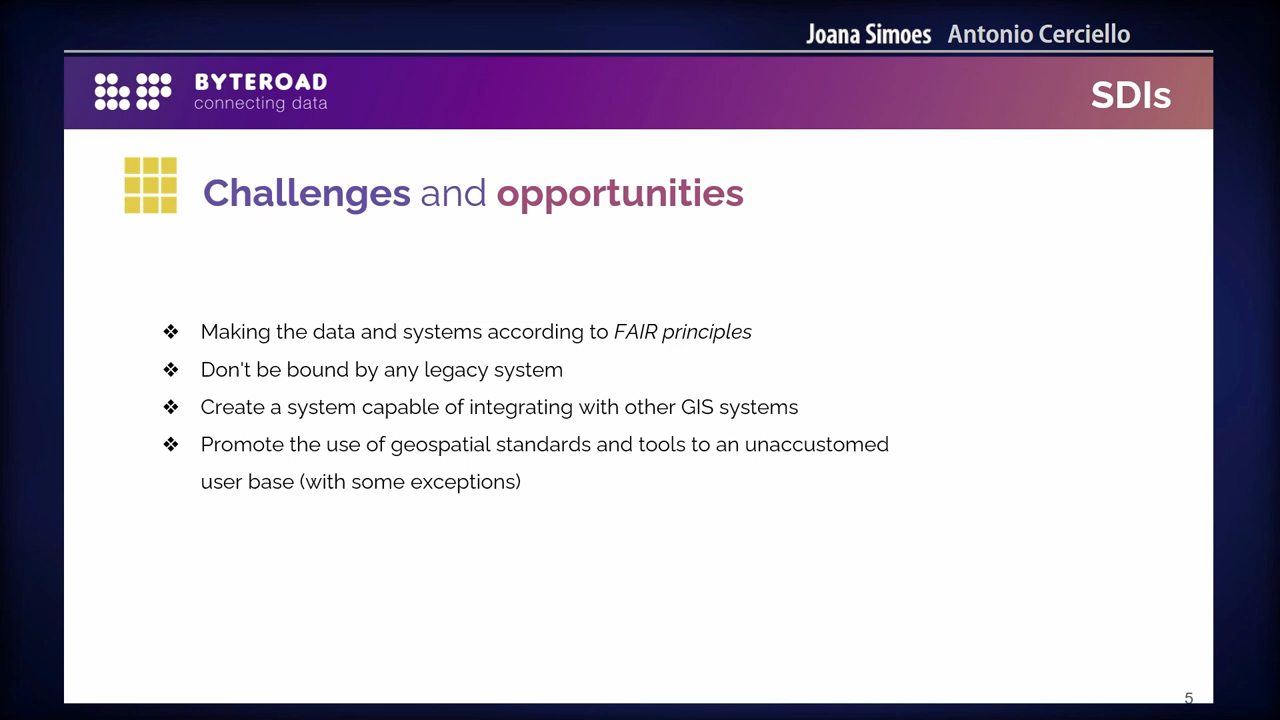 Joana Simoes Antonio Cerciello
BYTEROAD
connecting data
SDIs
Challenges and opportunities
❖ Making the data and systems according to FAIR principles
❖ Don't be bound by any legacy system
❖ Create a system capable of integrating with other GIS systems
❖ Promote the use of geospatial standards and tools to an unaccustomed
user base (with some exceptions)
5